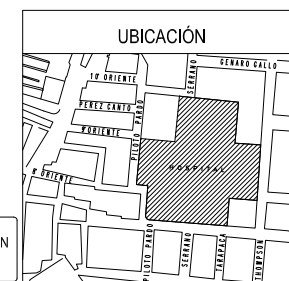 UBICACIÓN
GENARO GALLO
SERRANO
10 ORIENTE
PEREZ CANTO
9 ORIENTE
PILOTO PARDO
HOSPITAL
8 ORIENTE
N
PILOTO PARDO
SERRANO
TARAPACA
THOMPSON